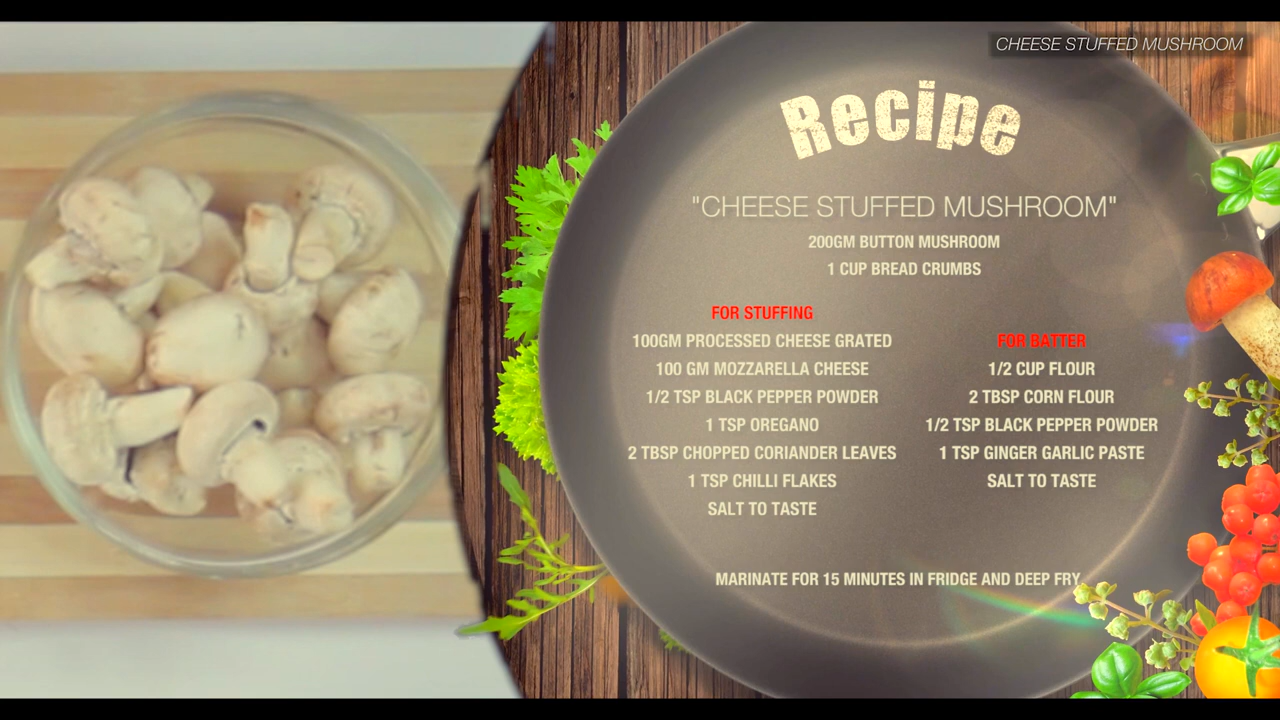 CHEESE STUFFED MUSHROOM
Recipe
"CHEESE STUFFED MUSHROOM"
200GM BUTTON MUSHROOM
1 CUP BREAD CRUMBS
FOR STUFFING
100GM PROCESSED CHEESE GRATED
100 GM MOZZARELLA CHEESE
1/2 TSP BLACK PEPPER POWDER
1 TSP OREGANO
2 TBSP CHOPPED CORIANDER LEAVES
1 TSP CHILLI FLAKES
SALT TO TASTE
FOR BATTER
1/2 CUP FLOUR
2 TBSP CORN FLOUR
1/2 TSP BLACK PEPPER POWDER
1 TSP GINGER GARLIC PASTE
SALT TO TASTE
MARINATE FOR 15 MINUTES IN FRIDGE AND DEEP FRY